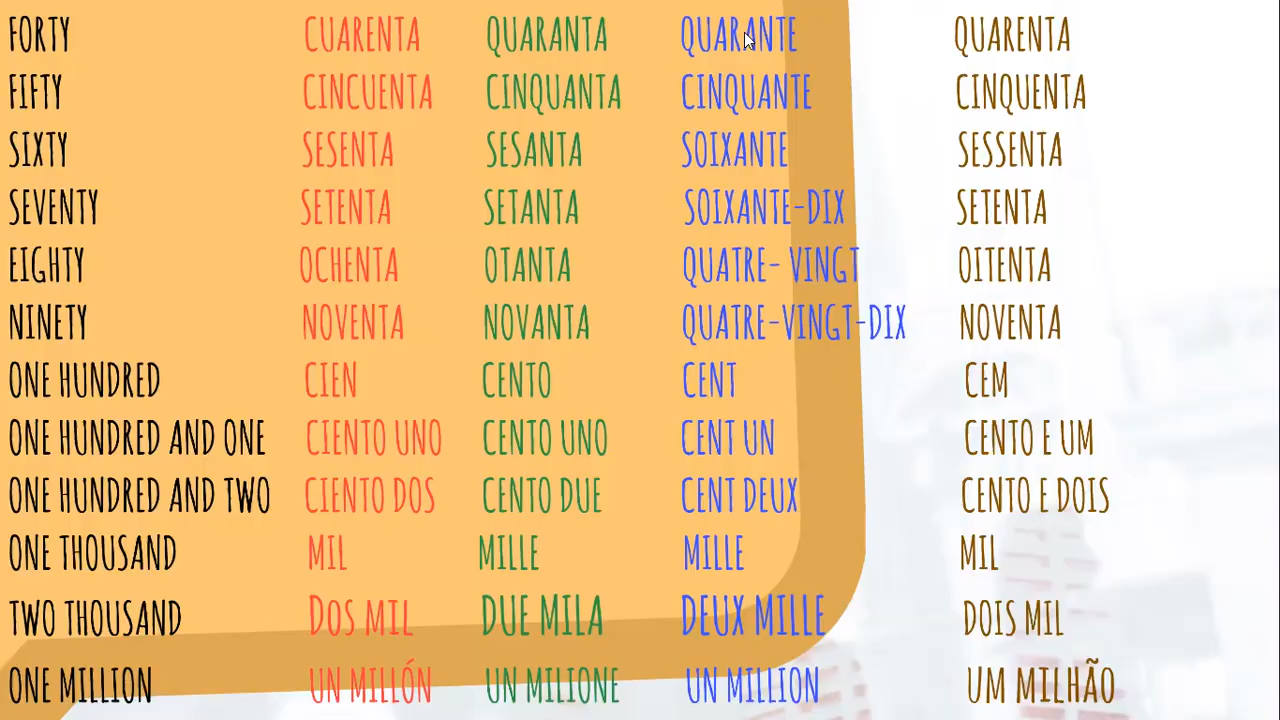 FORTY CUARENTA QUARANTA QUARANTE QUARENTA
FIFTY CINCUENTA CINQUANTA CINQUANTE CINQUENTA
SIXTY SESENTA SESANTA SOIXANTE SESSENTA
SEVENTY SETENTA SETANTA SOIXANTE-DIX SETENTA
EIGHTY OCHENTA OTANTA QUATRE- VINGT OITENTA
NINETY NOVENTA NOVANTA QUATRE-VINGT-DIX NOVENTA
ONE HUNDRED CIEN CENTO CENT CEM
ONE HUNDRED AND ONE CIENTO UNO CENTO UNO CENT UN CENTO E UM
ONE HUNDRED AND TWO CIENTO DOS CENTO DUE CENT DEUX CENTO E DOIS
ONE THOUSAND MIL MILLE MILLE MIL
TWO THOUSAND DOS MIL DUE MILA DEUX MILLE DOIS MIL
ONE MILLION UN MILLÓN UN MILIONE UN MILLION UM MILHÃO